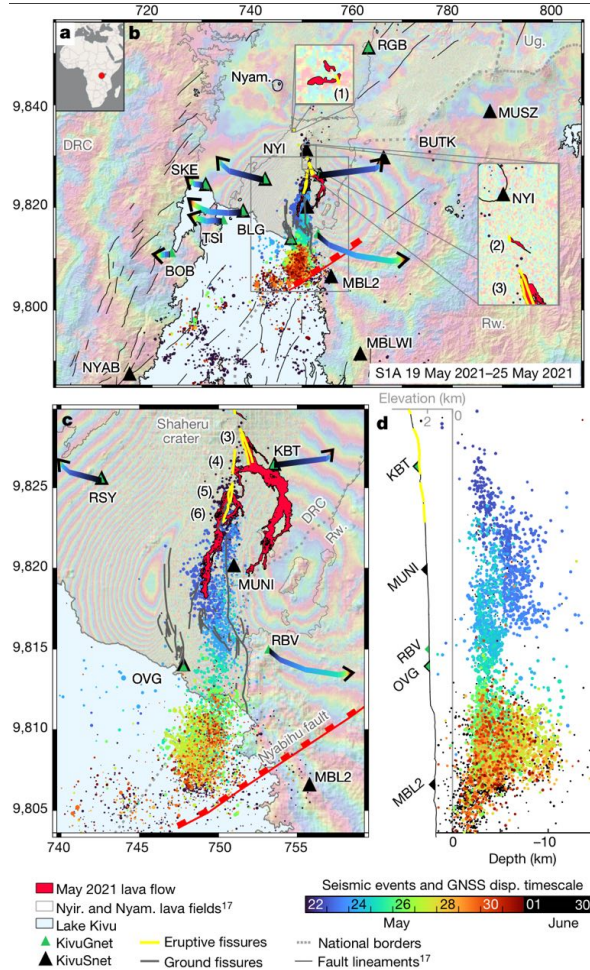 720
740
760
780
800
a
b
RGB
Ug.
Nyam.
9,840
(1)
MUSZ
DRC
NYI
BUTK
SKE
9,820
NYI
TSI
BLG
(2)
BOB
MBL2
(3)
9,800
Rw.
MBLWI
NYAB
S1A 19 May 2021–25 May 2021
c
Shaheru
crater
(3)
KBT
(4)
9,825
RSY
(5)
(6)
DRC
Rw.
9,820
MUNI
9,815
RBV
OVG
9,810
Nyabihu fault
MBL2
9,805
740
745
750
755
Elevation (km)
2
0
d
KBT
MUNI
RBV
OVG
MBL2
0
–10
Depth (km)
May 2021 lava flow
Nyir. and Nyam. lava fields17
Lake Kivu
KivuGnet
KivuSnet
Eruptive fissures
Ground fissures
National borders
Fault lineaments17
Seismic events and GNSS disp. timescale
22
24
26
28
30
01
30
May
June